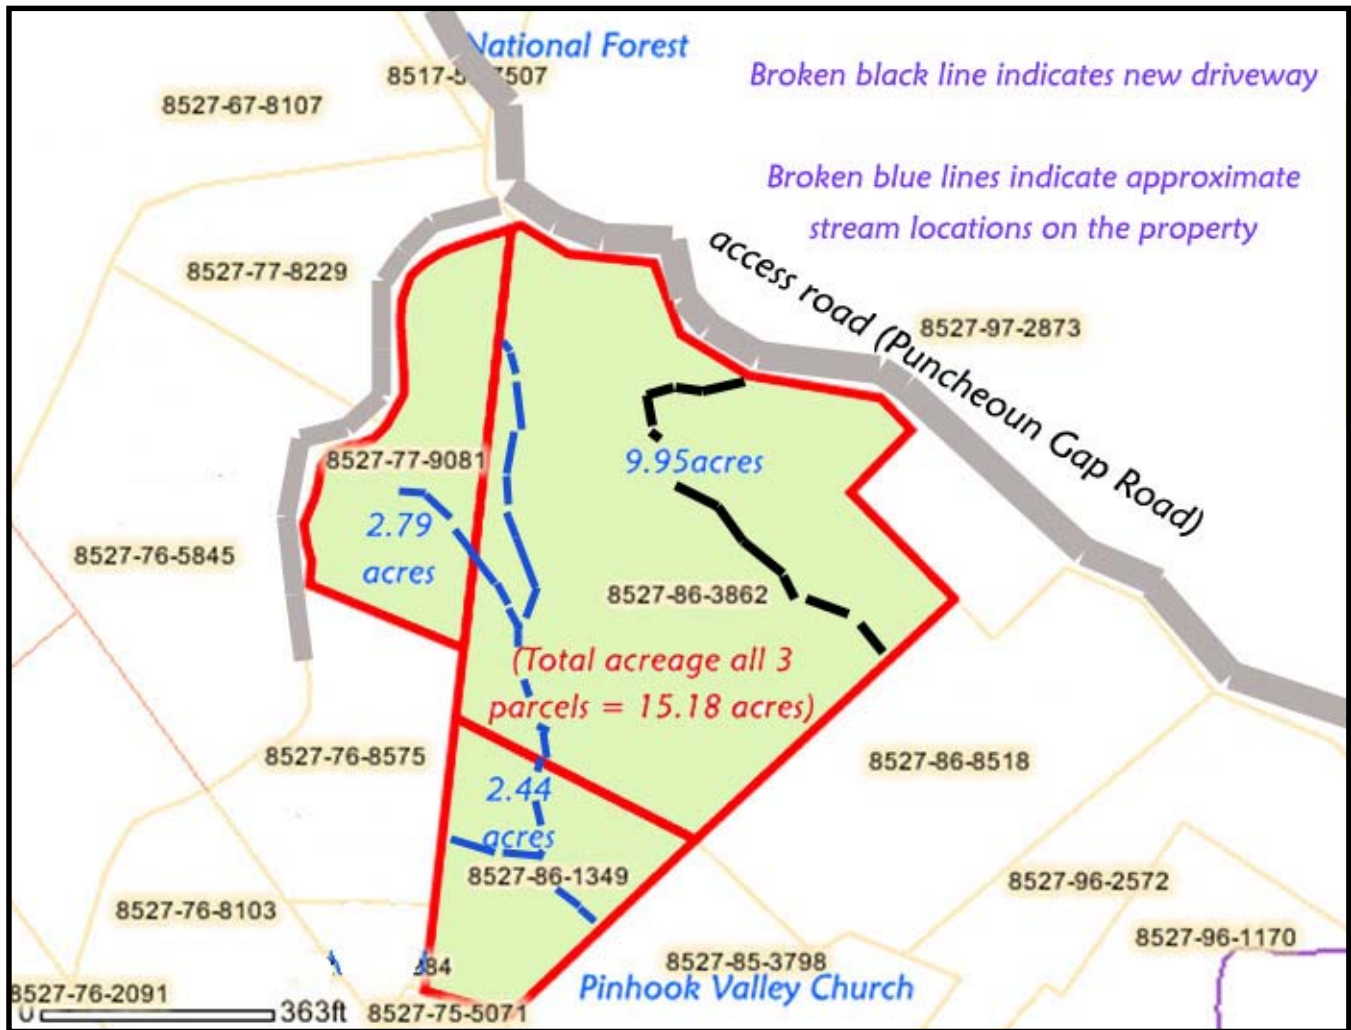 National Forest
8517-5 7507
Broken black line indicates new driveway
8527-67-8107
Broken blue lines indicate approximate
stream locations on the property
access road (Puncheoun Gap Road)
8527-77-8229
8527-97-2873
8527-77-9081
9.95acres
2.79
acres
8527-76-5845
8527-86-3862
(Total acreage all 3
parcels = 15.18 acres)
8527-76-8575
8527-86-8518
2.44
acres
8527-86-1349
8527-96-2572
8527-76-8103
8527-96-1170
84
8527-85-3798
Pinhook Valley Church
8527-76-2091
0 363ft
8527-75-5071